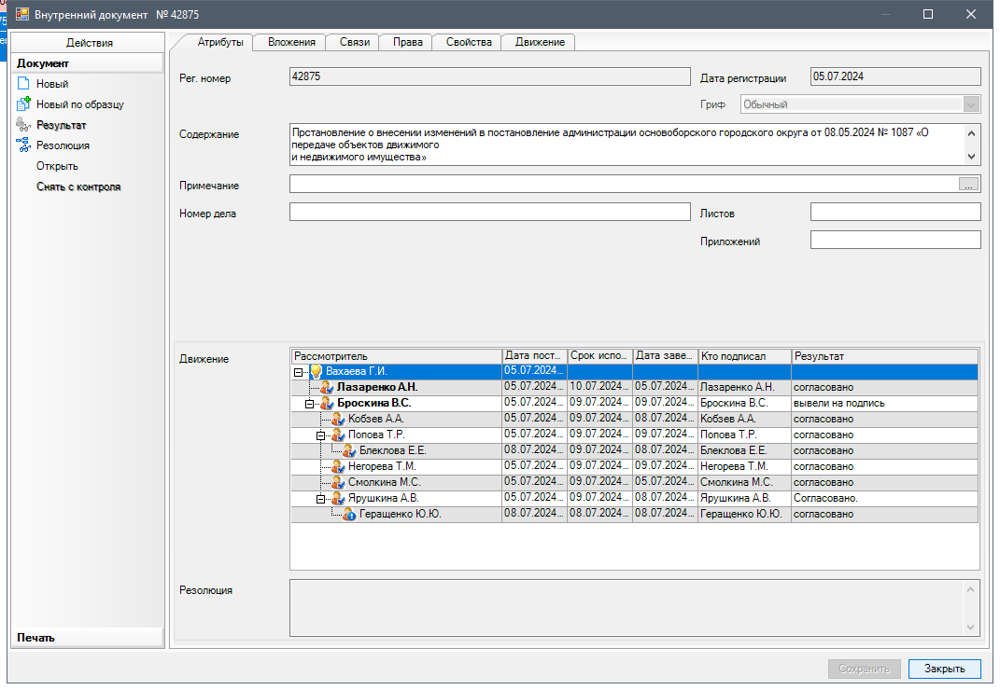 Внутренний документ № 42875
Действия
Документ
Новый
Новый по образцу
Результат
Резолюция
Открыть
Снять с контроля
Печать
Атрибуты Вложения Связи Права Свойства Движение
Рег. номер 42875 Дата регистрации 05.07.2024
Гриф Обычный
Содержание
Прстановление о внесении изменений в постановление администрации основоборского городского округа от 08.05.2024 № 1087 «О
передаче объектов движимого
и недвижимого имущества»
Примечание ...
Номер дела Листов
Приложений
Движение
Рассмотритель Дата пост... Срок испо... Дата заве... Кто подписал Результат
Вахаева Г.И. 05.07.2024...
Лазаренко А.Н. 05.07.2024... 10.07.2024... 05.07.2024... Лазаренко А.Н. согласовано
Броскина В.С. 05.07.2024... 09.07.2024... 09.07.2024... Броскина В.С. вывели на подпись
Кобзев А.А. 05.07.2024... 09.07.2024... 08.07.2024... Кобзев А.А. согласовано
Попова Т.Р. 05.07.2024... 09.07.2024... 09.07.2024... Попова Т.Р. согласовано
Блеклова Е.Е. 08.07.2024... 09.07.2024... 08.07.2024... Блеклова Е.Е. согласовано
Негорева Т.М. 05.07.2024... 09.07.2024... 09.07.2024... Негорева Т.М. согласовано
Смолкина М.С. 05.07.2024... 09.07.2024... 05.07.2024... Смолкина М.С. согласовано
Ярушкина А.В. 05.07.2024... 09.07.2024... 08.07.2024... Ярушкина А.В. Согласовано.
Геращенко Ю.Ю. 08.07.2024... 08.07.2024... 08.07.2024... Геращенко Ю.Ю. согласовано
Резолюция
Сохранить Закрыть